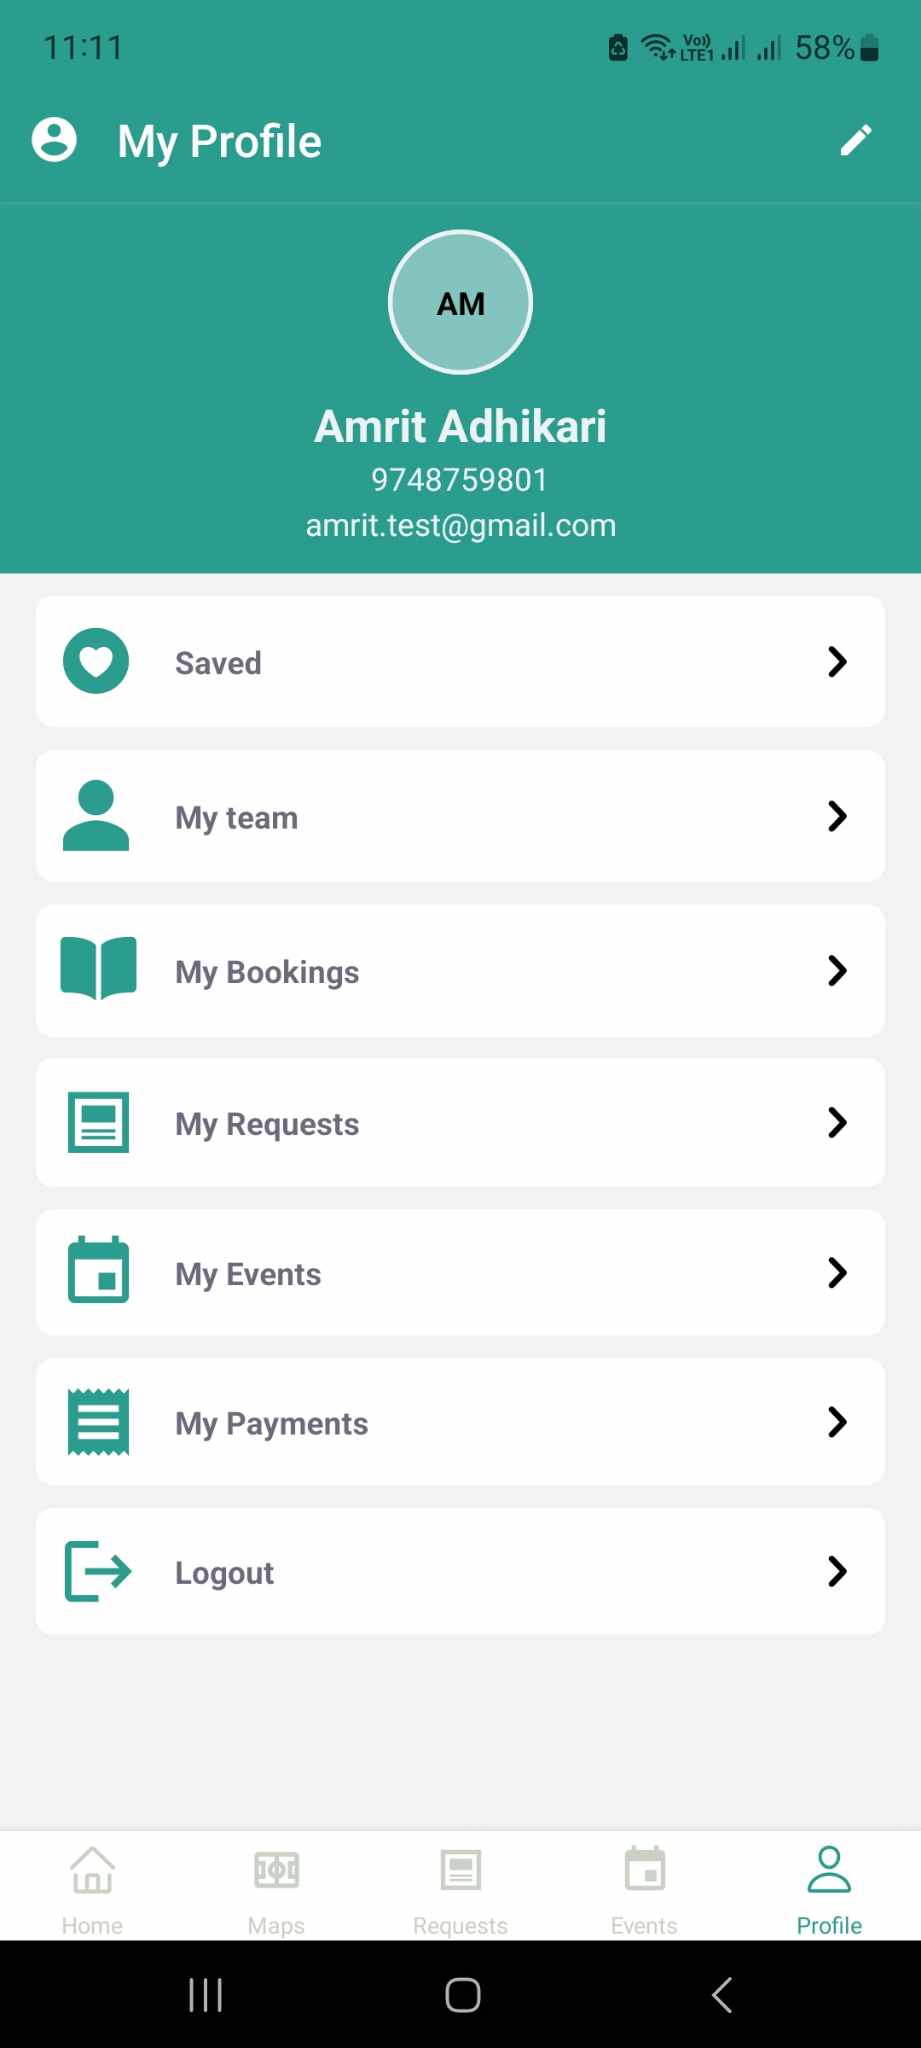 11:11
Vo)) LTE1 58%
My Profile
AM
Amrit Adhikari
9748759801
amrit.test@gmail.com
Saved
My team
My Bookings
My Requests
My Events
My Payments
Logout
Home Maps Requests Events Profile